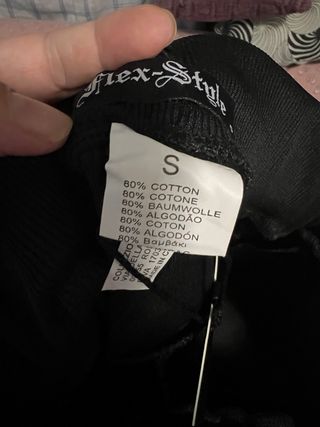 Flex-Style
S
80% COTTON
80% COTONE
80% BAUMWOLLE
80% ALGODÃO
80% COTON
80% ALGODÓN
80% Βαμβάκι